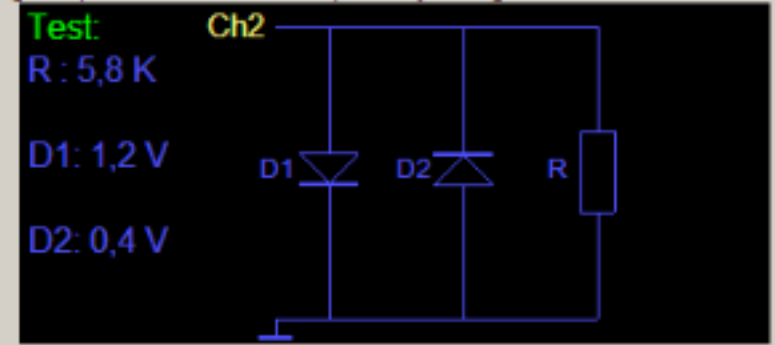 Test:
Ch2
R : 5,8 K
D1: 1,2 V
D1
D2
R
D2: 0,4 V